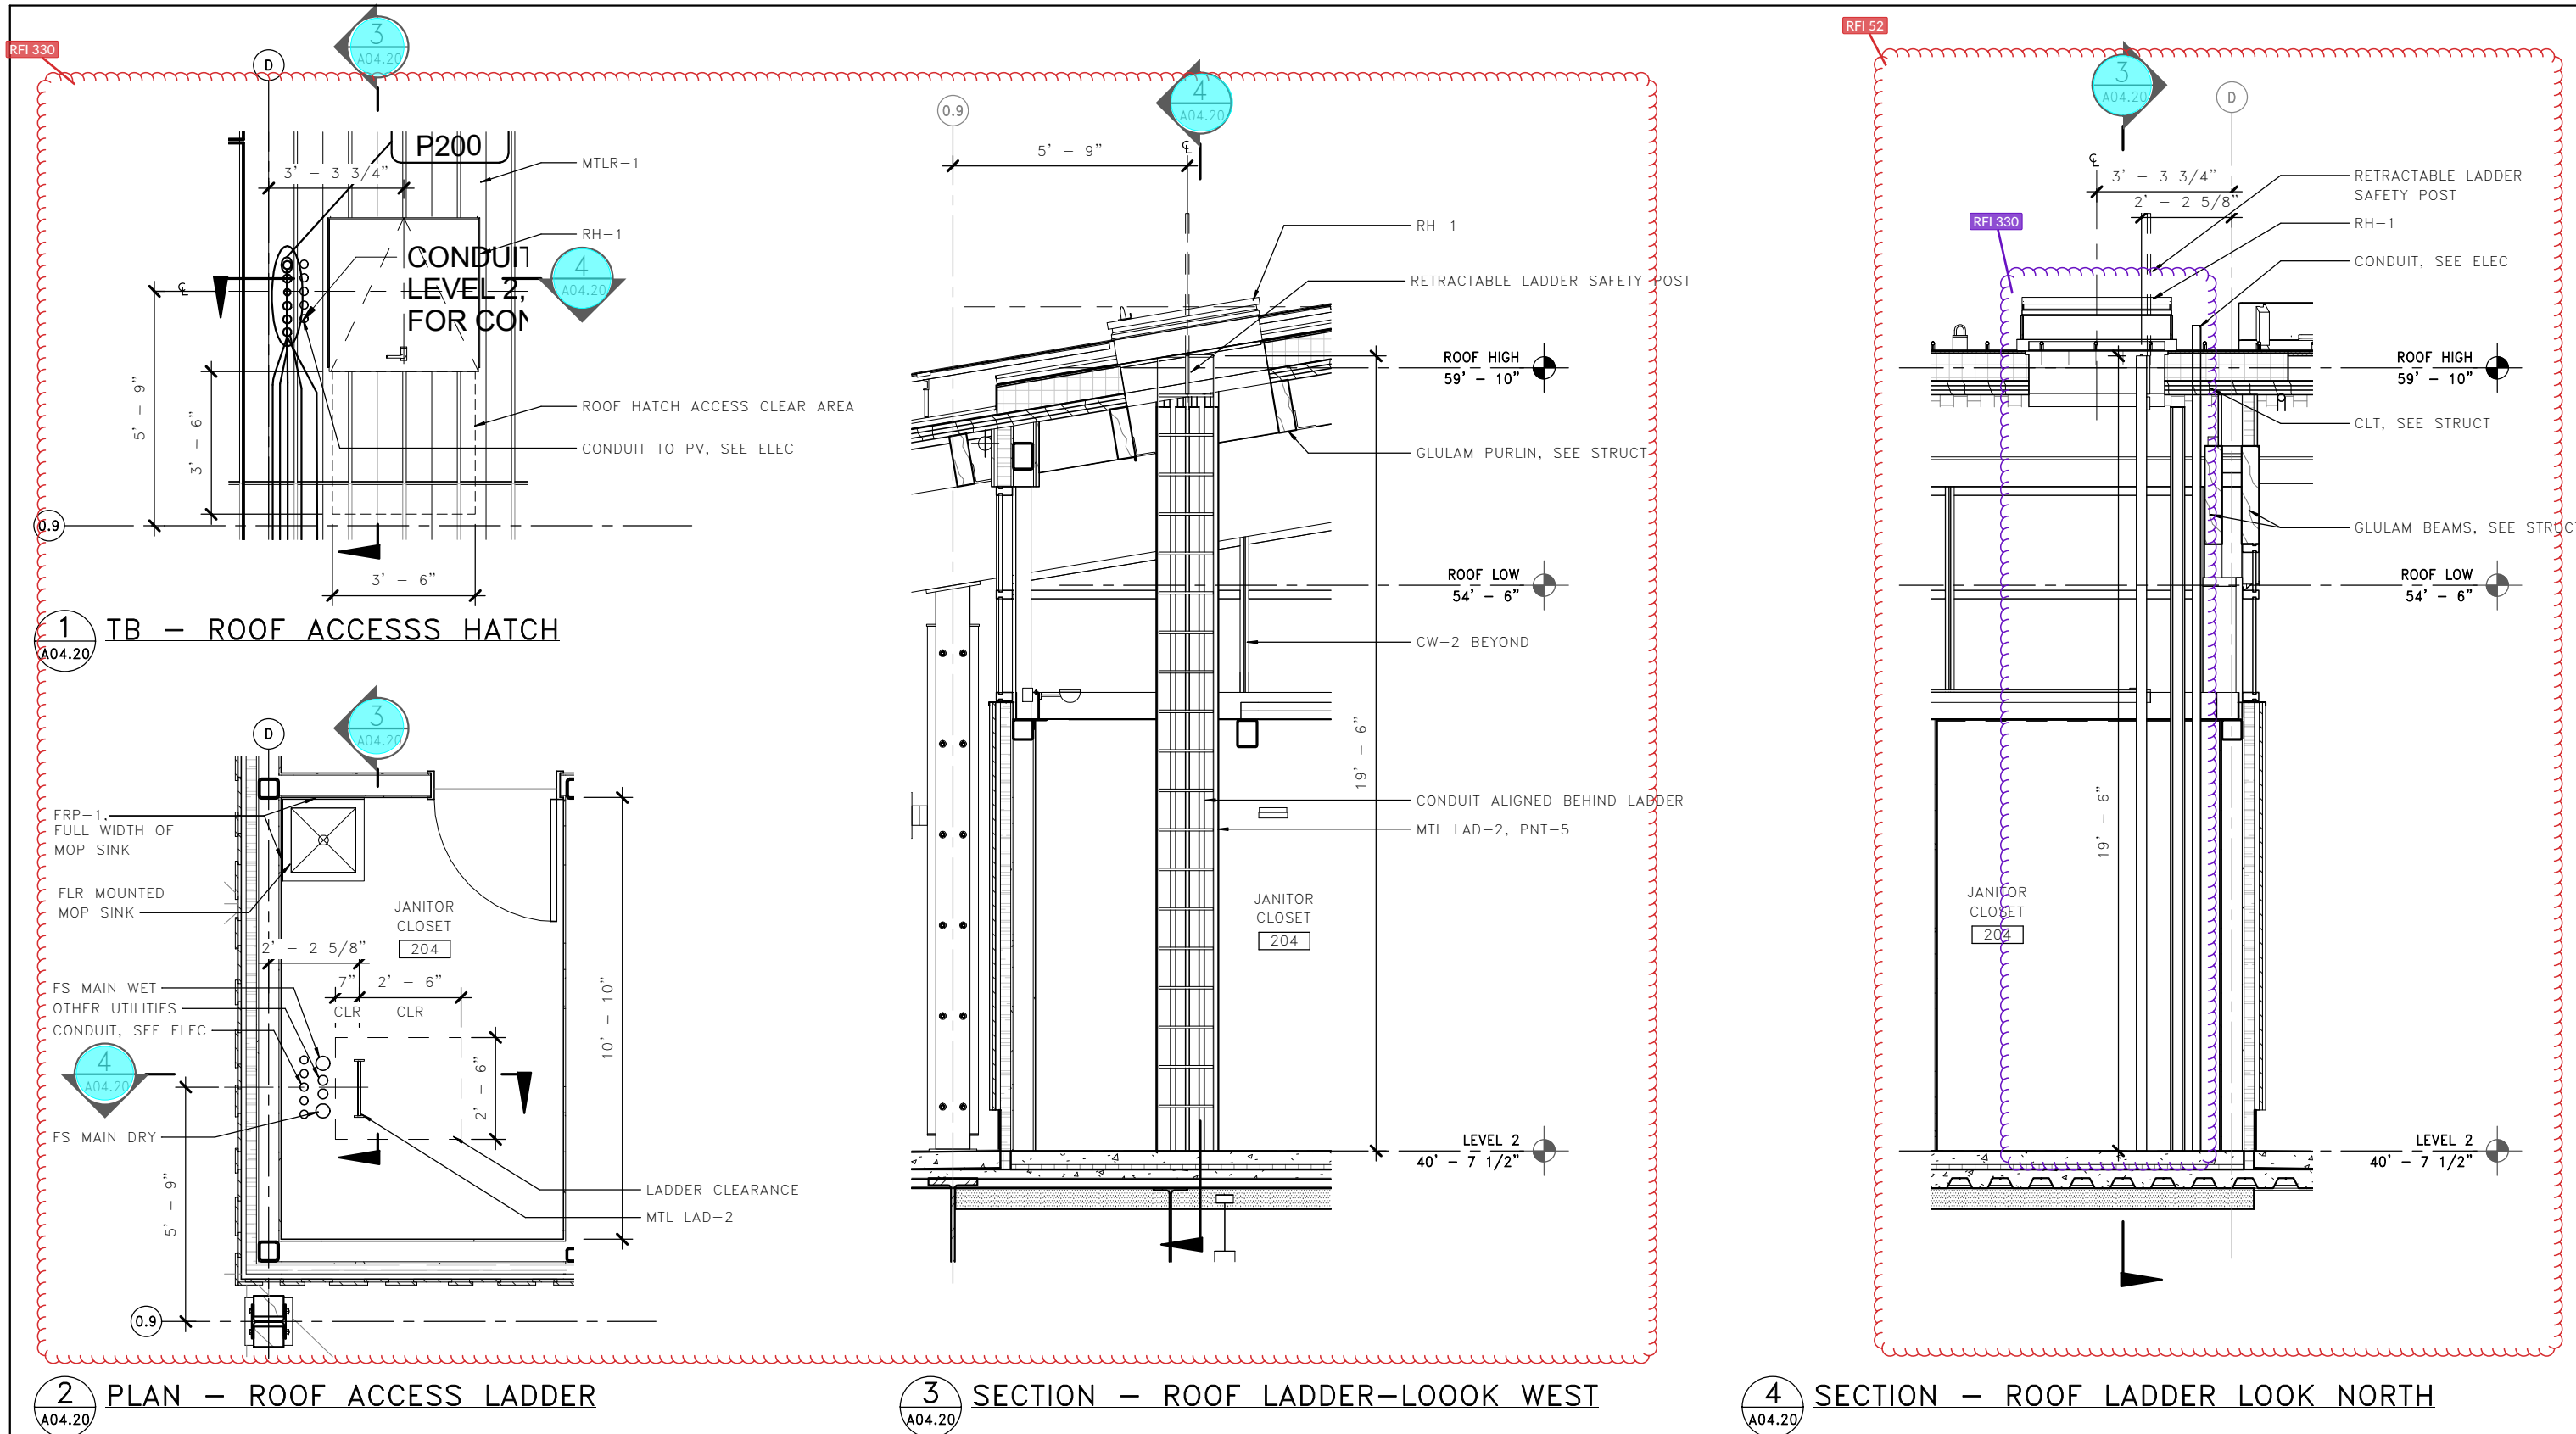 RFI 330
3
A04.20
D
P200
3' - 3 3/4"
MTLR-1
RH-1
CONDUIT
LEVEL 2,
FOR CON
4
A04.20
℄
5' - 9"
3' - 6"
ROOF HATCH ACCESS CLEAR AREA
CONDUIT TO PV, SEE ELEC
0.9
3' - 6"
1
A04.20
TB - ROOF ACCESSS HATCH
3
A04.20
D
FRP-1,
FULL WIDTH OF
MOP SINK
FLR MOUNTED
MOP SINK
JANITOR
CLOSET
204
2' - 2 5/8"
7"
CLR
2' - 6"
CLR
FS MAIN WET
OTHER UTILITIES
CONDUIT, SEE ELEC
4
A04.20
FS MAIN DRY
2' - 6"
10' - 10"
5' - 9"
LADDER CLEARANCE
MTL LAD-2
0.9
2
A04.20
PLAN - ROOF ACCESS LADDER
0.9
4
A04.20
5' - 9"
℄
RH-1
RETRACTABLE LADDER SAFETY POST
ROOF HIGH
59' - 10"
GLULAM PURLIN, SEE STRUCT
ROOF LOW
54' - 6"
CW-2 BEYOND
19' - 6"
CONDUIT ALIGNED BEHIND LADDER
MTL LAD-2, PNT-5
JANITOR
CLOSET
204
LEVEL 2
40' - 7 1/2"
3
A04.20
SECTION - ROOF LADDER-LOOOK WEST
RFI 52
3
A04.20
D
℄
3' - 3 3/4"
2' - 2 5/8"
RFI 330
RETRACTABLE LADDER
SAFETY POST
RH-1
CONDUIT, SEE ELEC
ROOF HIGH
59' - 10"
CLT, SEE STRUCT
GLULAM BEAMS, SEE STRUCT
ROOF LOW
54' - 6"
19' - 6"
JANITOR
CLOSET
204
LEVEL 2
40' - 7 1/2"
4
A04.20
SECTION - ROOF LADDER LOOK NORTH